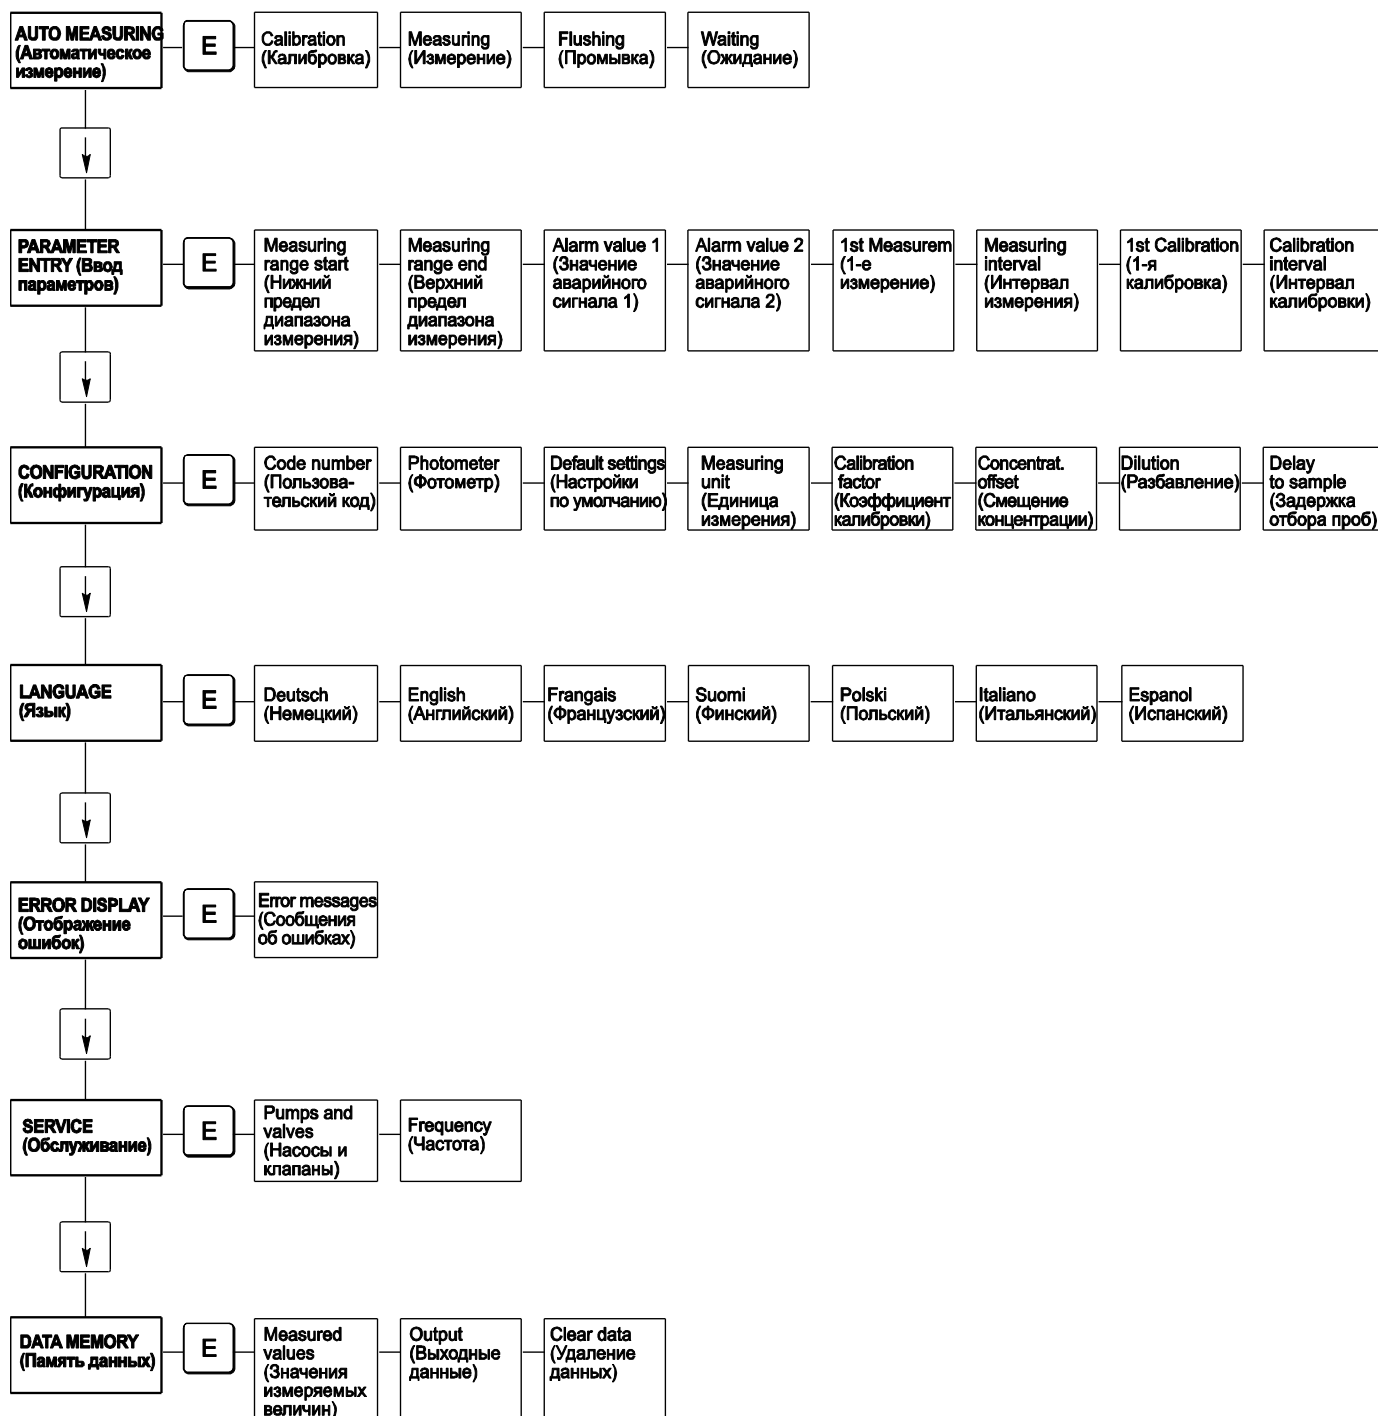 AUTO MEASURING
(Автоматическое
измерение)
E
Calibration
(Калибровка)
Measuring
(Измерение)
Flushing
(Промывка)
Waiting
(Ожидание)
PARAMETER
ENTRY (Ввод
параметров)
E
Measuring
range start
(Нижний
предел
диапазона
измерения)
Measuring
range end
(Верхний
предел
диапазона
измерения)
Alarm value 1
(Значение
аварийного
сигнала 1)
Alarm value 2
(Значение
аварийного
сигнала 2)
1st Measurem
(1-е
измерение)
Measuring
interval
(Интервал
измерения)
1st Calibration
(1-я
калибровка)
Calibration
interval
(Интервал
калибровки)
CONFIGURATION
(Конфигурация)
E
Code number
(Пользова-
тельский код)
Photometer
(Фотометр)
Default settings
(Настройки
по умолчанию)
Measuring
unit
(Единица
измерения)
Calibration
factor
(Коэффициент
калибровки)
Concentrat.
offset
(Смещение
концентрации)
Dilution
(Разбавление)
Delay
to sample
(Задержка
отбора проб)
LANGUAGE
(Язык)
E
Deutsch
(Немецкий)
English
(Английский)
Frangais
(Французский)
Suomi
(Финский)
Polski
(Польский)
Italiano
(Итальянский)
Espanol
(Испанский)
ERROR DISPLAY
(Отображение
ошибок)
E
Error messages
(Сообщения
об ошибках)
SERVICE
(Обслуживание)
E
Pumps and
valves
(Насосы и
клапаны)
Frequency
(Частота)
DATA MEMORY
(Память данных)
E
Measured
values
(Значения
измеряемых
величин)
Output
(Выходные
данные)
Clear data
(Удаление
данных)